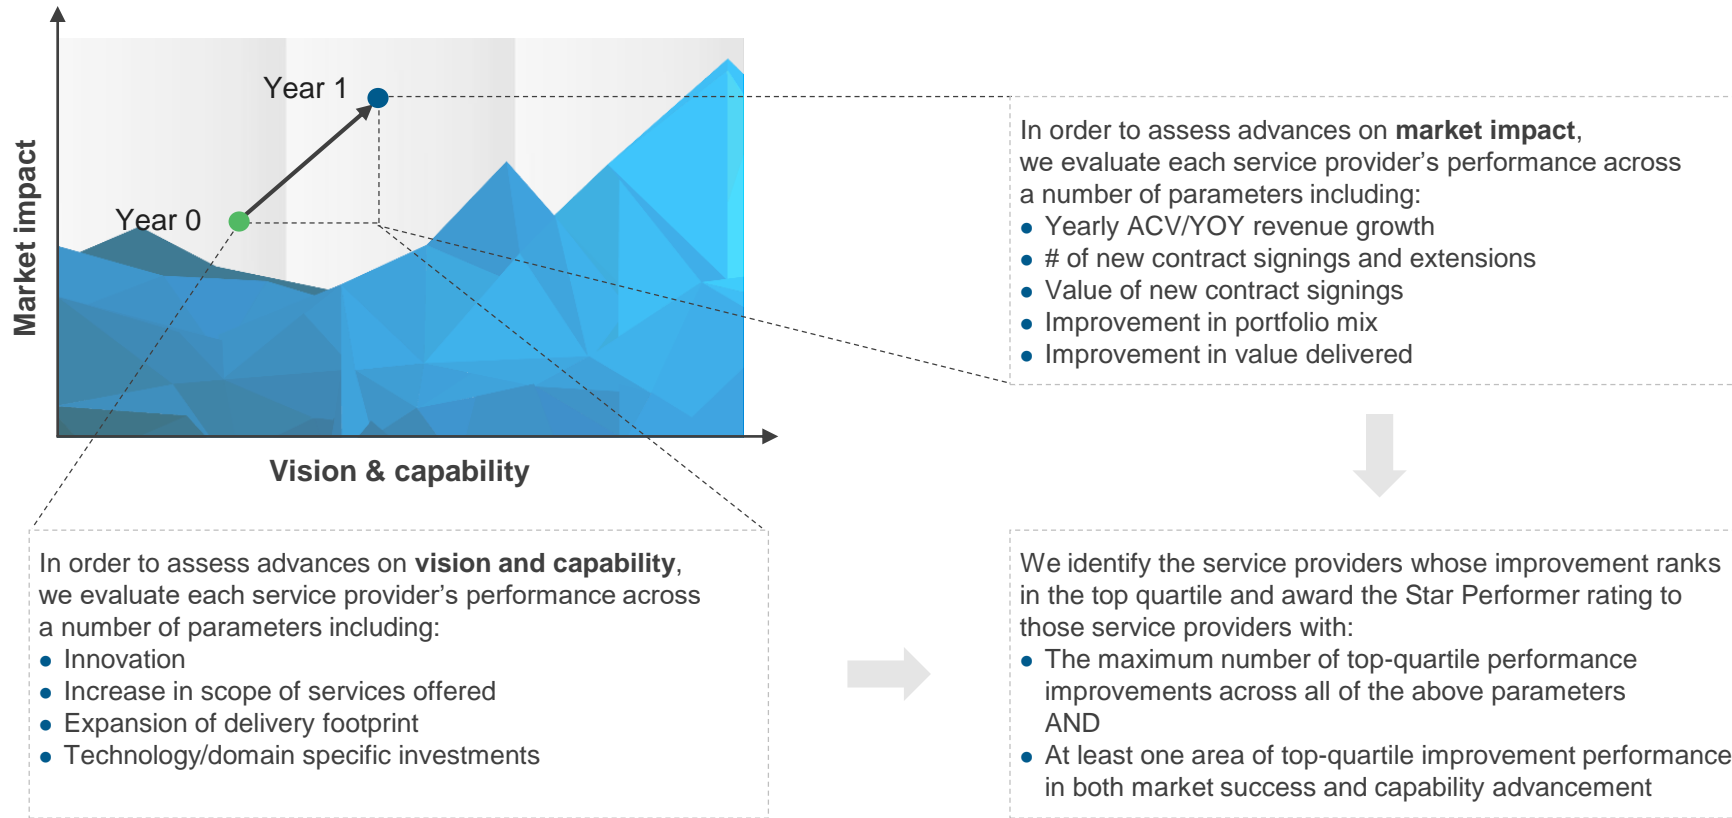 Market impact
Year 1
Year 0
Vision & capability
In order to assess advances on market impact,
we evaluate each service provider's performance across
a number of parameters including:
● Yearly ACV/YOY revenue growth
● # of new contract signings and extensions
● Value of new contract signings
● Improvement in portfolio mix
● Improvement in value delivered
In order to assess advances on vision and capability,
we evaluate each service provider's performance across
a number of parameters including:
● Innovation
● Increase in scope of services offered
● Expansion of delivery footprint
● Technology/domain specific investments
We identify the service providers whose improvement ranks
in the top quartile and award the Star Performer rating to
those service providers with:
● The maximum number of top-quartile performance
improvements across all of the above parameters
AND
● At least one area of top-quartile improvement performance
in both market success and capability advancement